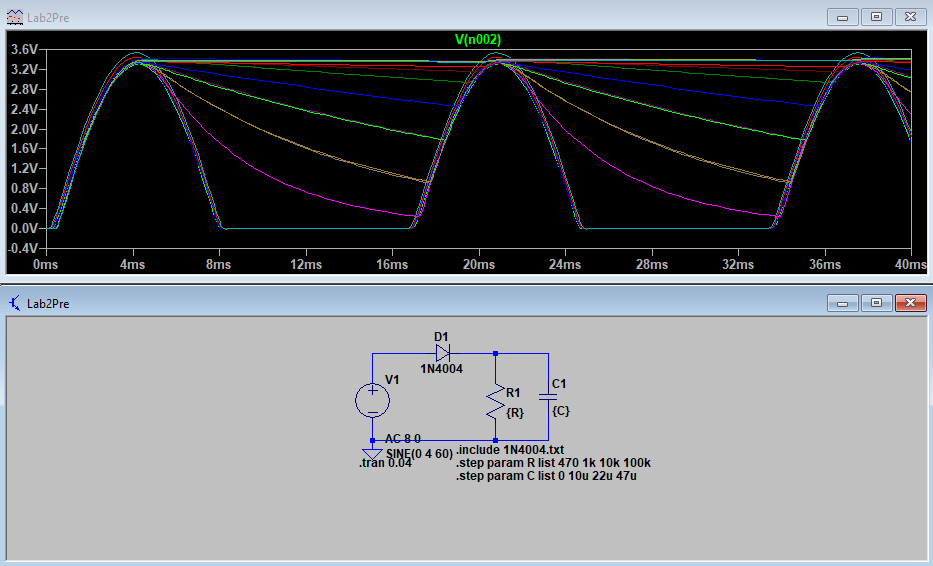 Lab2Pre
V(n002)
3.6V
3.2V
2.8V
2.4V
2.0V
1.6V
1.2V
0.8V
0.4V
0.0V
-0.4V
0ms 4ms 8ms 12ms 16ms 20ms 24ms 28ms 32ms 36ms 40ms
Lab2Pre
D1
1N4004
V1
R1
{R}
C1
{C}
AC 8 0
SINE(0 4 60)
.tran 0.04
.include 1N4004.txt
.step param R list 470 1k 10k 100k
.step param C list 0 10u 22u 47u